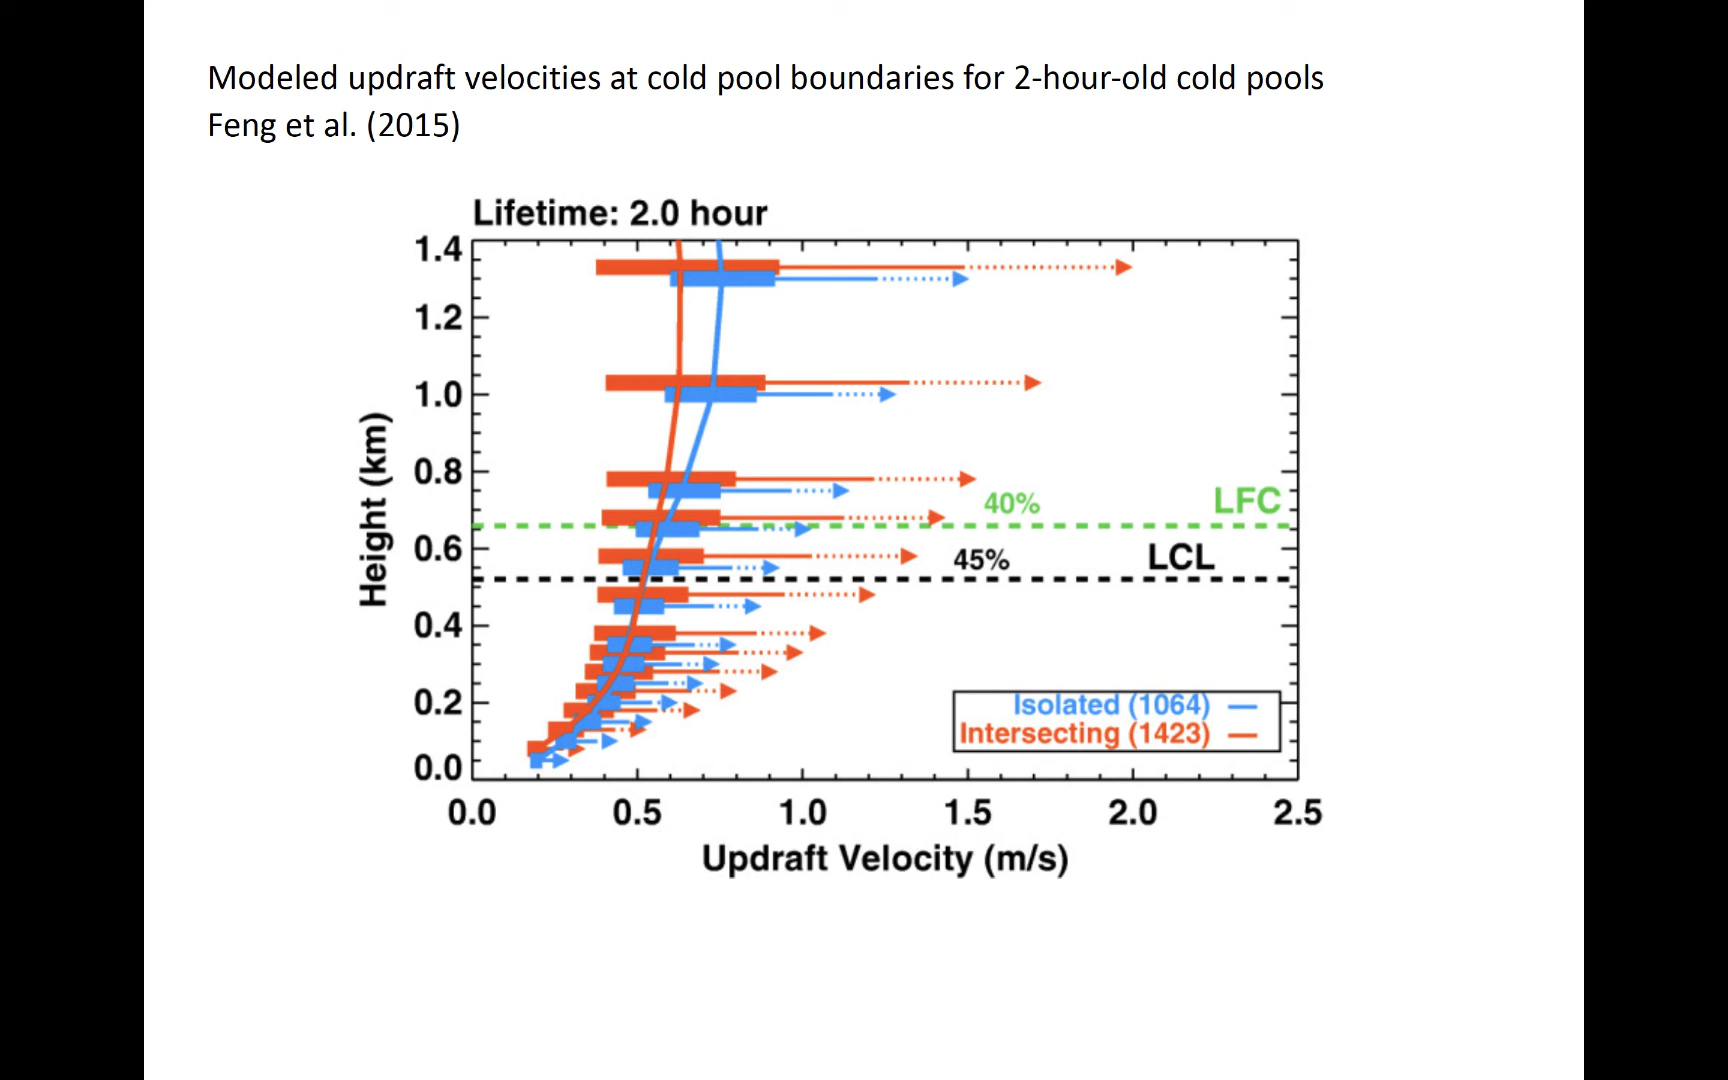 Modeled updraft velocities at cold pool boundaries for 2-hour-old cold pools
Feng et al. (2015)
Lifetime: 2.0 hour
1.4
1.2
1.0
0.8
0.6
0.4
0.2
0.0
Height (km)
40% LFC
45% LCL
Isolated (1064)
Intersecting (1423)
0.0 0.5 1.0 1.5 2.0 2.5
Updraft Velocity (m/s)